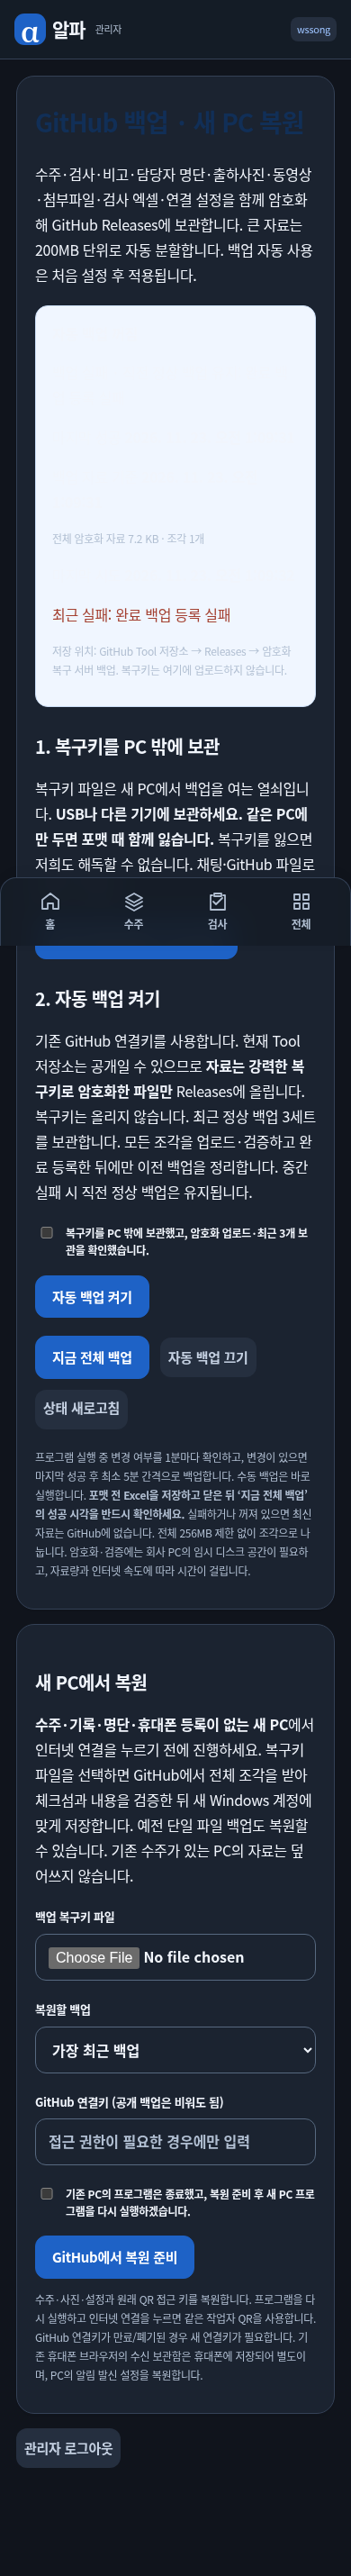 α 알파 관리자 wssong
GitHub 백업 · 새 PC 복원
수주·검사·비고·담당자 명단·출하사진·동영상
·첨부파일·검사 엑셀·연결 설정을 함께 암호화
해 GitHub Releases에 보관합니다. 큰 자료는
200MB 단위로 자동 분할합니다. 백업 자동 사용
은 처음 설정 후 적용됩니다.
전체 암호화 자료 7.2 KB · 조각 1개
최근 실패: 완료 백업 등록 실패
저장 위치: GitHub Tool 저장소 → Releases → 암호화
복구 서버 백업. 복구키는 여기에 업로드하지 않습니다.
1. 복구키를 PC 밖에 보관
복구키 파일은 새 PC에서 백업을 여는 열쇠입니
다. USB나 다른 기기에 보관하세요. 같은 PC에
만 두면 포맷 때 함께 잃습니다. 복구키를 잃으면
저희도 해독할 수 없습니다. 채팅·GitHub 파일로
홈 수주 검사 전체
2. 자동 백업 켜기
기존 GitHub 연결키를 사용합니다. 현재 Tool
저장소는 공개일 수 있으므로 자료는 강력한 복
구키로 암호화한 파일만 Releases에 올립니다.
복구키는 올리지 않습니다. 최근 정상 백업 3세트
를 보관합니다. 모든 조각을 업로드·검증하고 완
료 등록한 뒤에만 이전 백업을 정리합니다. 중간
실패 시 직전 정상 백업은 유지됩니다.
복구키를 PC 밖에 보관했고, 암호화 업로드·최근 3개 보
관을 확인했습니다.
자동 백업 켜기
지금 전체 백업 자동 백업 끄기
상태 새로고침
프로그램 실행 중 변경 여부를 1분마다 확인하고, 변경이 있으면
마지막 성공 후 최소 5분 간격으로 백업합니다. 수동 백업은 바로
실행합니다. 포맷 전 Excel을 저장하고 닫은 뒤 ‘지금 전체 백업’
의 성공 시각을 반드시 확인하세요. 실패하거나 꺼져 있으면 최신
자료는 GitHub에 없습니다. 전체 256MB 제한 없이 조각으로 나
눕니다. 암호화·검증에는 회사 PC의 임시 디스크 공간이 필요하
고, 자료량과 인터넷 속도에 따라 시간이 걸립니다.
새 PC에서 복원
수주·기록·명단·휴대폰 등록이 없는 새 PC에서
인터넷 연결을 누르기 전에 진행하세요. 복구키
파일을 선택하면 GitHub에서 전체 조각을 받아
체크섬과 내용을 검증한 뒤 새 Windows 계정에
맞게 저장합니다. 예전 단일 파일 백업도 복원할
수 있습니다. 기존 수주가 있는 PC의 자료는 덮
어쓰지 않습니다.
백업 복구키 파일
Choose File No file chosen
복원할 백업
가장 최근 백업
GitHub 연결키 (공개 백업은 비워도 됨)
접근 권한이 필요한 경우에만 입력
기존 PC의 프로그램은 종료했고, 복원 준비 후 새 PC 프로
그램을 다시 실행하겠습니다.
GitHub에서 복원 준비
수주·사진·설정과 원래 QR 접근 키를 복원합니다. 프로그램을 다
시 실행하고 인터넷 연결을 누르면 같은 작업자 QR을 사용합니다.
GitHub 연결키가 만료/폐기된 경우 새 연결키가 필요합니다. 기
존 휴대폰 브라우저의 수신 보관함은 휴대폰에 저장되어 별도이
며, PC의 알림 발신 설정을 복원합니다.
관리자 로그아웃